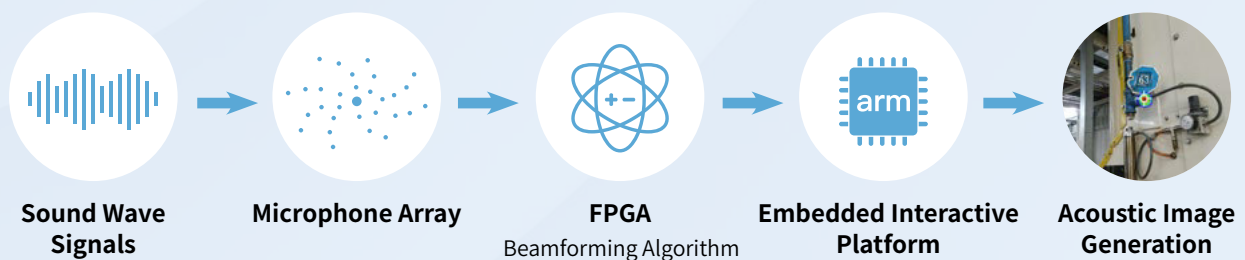 arm
Sound Wave
Signals
Microphone Array
FPGA
Beamforming Algorithm
Embedded Interactive
Platform
Acoustic Image
Generation